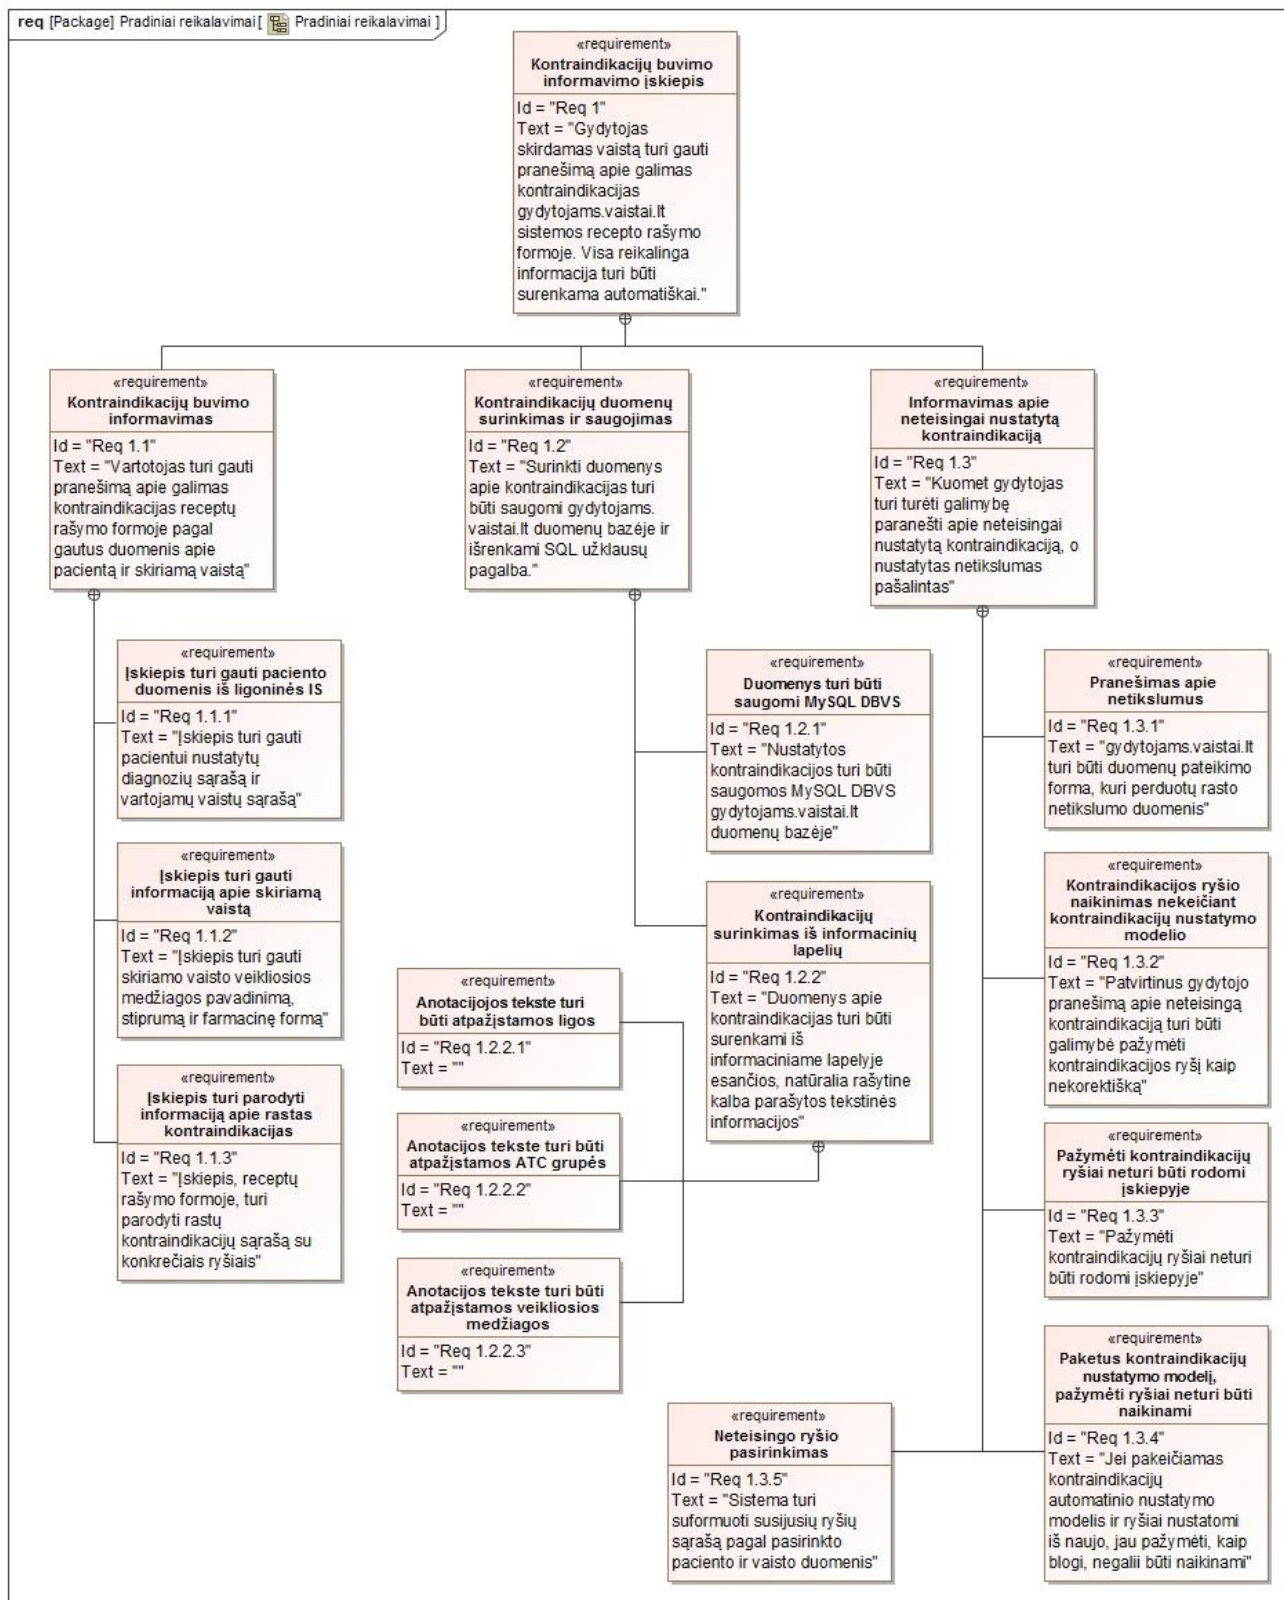 req [Package] Pradiniai reikalavimai [ Pradiniai reikalavimai ]
«requirement»
Kontraindikacijų buvimo
informavimo įskiepis
Id = "Req 1"
Text = "Gydytojas
skirdamas vaistą turi gauti
pranešimą apie galimas
kontraindikacijas
gydytojams.vaistai.lt
sistemos recepto rašymo
formoje. Visa reikalinga
informacija turi būti
surenkama automatiškai."
«requirement»
Kontraindikacijų buvimo
informavimas
Id = "Req 1.1"
Text = "Vartotojas turi gauti
pranešimą apie galimas
kontraindikacijas receptų
rašymo formoje pagal
gautus duomenis apie
pacientą ir skiriamą vaistą"
«requirement»
Kontraindikacijų duomenų
surinkimas ir saugojimas
Id = "Req 1.2"
Text = "Surinkti duomenys
apie kontraindikacijas turi
būti saugomi gydytojams.
vaistai.lt duomenų bazėje ir
išrenkami SQL užklausų
pagalba."
«requirement»
Informavimas apie
neteisingai nustatytą
kontraindikaciją
Id = "Req 1.3"
Text = "Kuomet gydytojas
turi turėti galimybę
paranešti apie neteisingai
nustatytą kontraindikaciją, o
nustatytas netikslumas
pašalintas"
«requirement»
Įskiepis turi gauti paciento
duomenis iš ligoninės IS
Id = "Req 1.1.1"
Text = "Įskiepis turi gauti
pacientui nustatytų
diagnozių sąrašą ir
vartojamų vaistų sąrašą"
«requirement»
Įskiepis turi gauti
informaciją apie skiriamą
vaistą
Id = "Req 1.1.2"
Text = "Įskiepis turi gauti
skiriamo vaisto veikliosios
medžiagos pavadinimą,
stiprumą ir farmacinę formą"
«requirement»
Įskiepis turi parodyti
informaciją apie rastas
kontraindikacijas
Id = "Req 1.1.3"
Text = "Įskiepis, receptų
rašymo formoje, turi
parodyti rastų
kontraindikacijų sąrašą su
konkrečiais ryšiais"
«requirement»
Duomenys turi būti
saugomi MySQL DBVS
Id = "Req 1.2.1"
Text = "Nustatytos
kontraindikacijos turi būti
saugomos MySQL DBVS
gydytojams.vaistai.lt
duomenų bazėje"
«requirement»
Kontraindikacijų
surinkimas iš informacinių
lapelių
Id = "Req 1.2.2"
Text = "Duomenys apie
kontraindikacijas turi būti
surenkami iš
informaciniame lapelyje
esančios, natūralia rašytine
kalba parašytos tekstinės
informacijos"
«requirement»
Anotacijojos tekste turi
būti atpažįstamos ligos
Id = "Req 1.2.2.1"
Text = ""
«requirement»
Anotacijos tekste turi būti
atpažįstamos ATC grupės
Id = "Req 1.2.2.2"
Text = ""
«requirement»
Anotacijos tekste turi būti
atpažįstamos veikliosios
medžiagos
Id = "Req 1.2.2.3"
Text = ""
«requirement»
Pranešimas apie
netikslumus
Id = "Req 1.3.1"
Text = "gydytojams.vaistai.lt
turi būti duomenų pateikimo
forma, kuri perduotų rasto
netikslumo duomenis"
«requirement»
Kontraindikacijos ryšio
naikinimas nekeičiant
kontraindikacijų nustatymo
modelio
Id = "Req 1.3.2"
Text = "Patvirtinus gydytojo
pranešimą apie neteisingą
kontraindikaciją turi būti
galimybė pažymėti
kontraindikacijos ryšį kaip
nekorektišką"
«requirement»
Pažymėti kontraindikacijų
ryšiai neturi būti rodomi
įskiepyje
Id = "Req 1.3.3"
Text = "Pažymėti
kontraindikacijų ryšiai neturi
būti rodomi įskiepyje"
«requirement»
Paketus kontraindikacijų
nustatymo modelį,
pažymėti ryšiai neturi būti
naikinami
Id = "Req 1.3.4"
Text = "Jei pakeičiamas
kontraindikacijų
automatinio nustatymo
modelis ir ryšiai nustatomi
iš naujo, jau pažymėti, kaip
blogi, negalii būti naikinami"
«requirement»
Neteisingo ryšio
pasirinkimas
Id = "Req 1.3.5"
Text = "Sistema turi
suformuoti susijusių ryšių
sąrašą pagal pasirinkto
paciento ir vaisto duomenis"